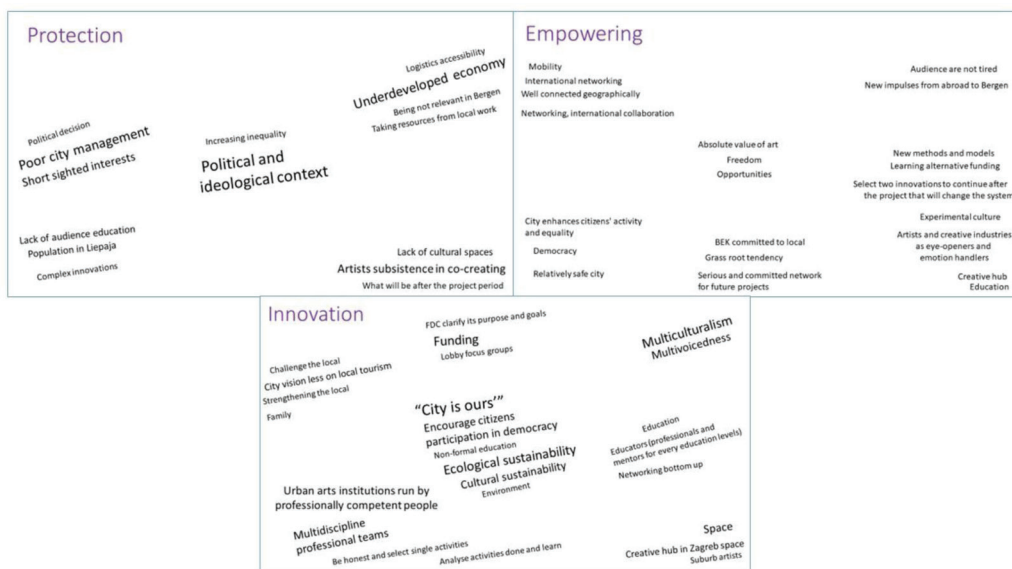 Protection
Logistics accessibility
Underdeveloped economy
Being not relevant in Bergen
Taking resources from local work
Political decision
Poor city management
Short sighted interests
Increasing inequality
Political and
ideological context
Lack of audience education
Population in Liepaja
Complex innovations
Lack of cultural spaces
Artists subsistence in co-creating
What will be after the project period
Empowering
Mobility
International networking
Well connected geographically
Networking, international collaboration
Audience are not tired
New impulses from abroad to Bergen
Absolute value of art
Freedom
Opportunities
New methods and models
Learning alternative funding
Select two innovations to continue after
the project that will change the system
City enhances citizens' activity
and equality
Democracy
Relatively safe city
BEK committed to local
Grass root tendency
Serious and committed network
for future projects
Experimental culture
Artists and creative industries
as eye-openers and
emotion handlers
Creative hub
Education
Innovation
FDC clarify its purpose and goals
Funding
Lobby focus groups
Multiculturalism
Multivoicedness
Challenge the local
City vision less on local tourism
Strengthening the local
Family
"City is ours'"
Encourage citizens
participation in democracy
Non-formal education
Ecological sustainability
Cultural sustainability
Environment
Education
Educators (professionals and
mentors for every education levels)
Networking bottom up
Urban arts institutions run by
professionally competent people
Multidiscipline
professional teams
Be honest and select single activities
Analyse activities done and learn
Space
Creative hub in Zagreb space
Suburb artists